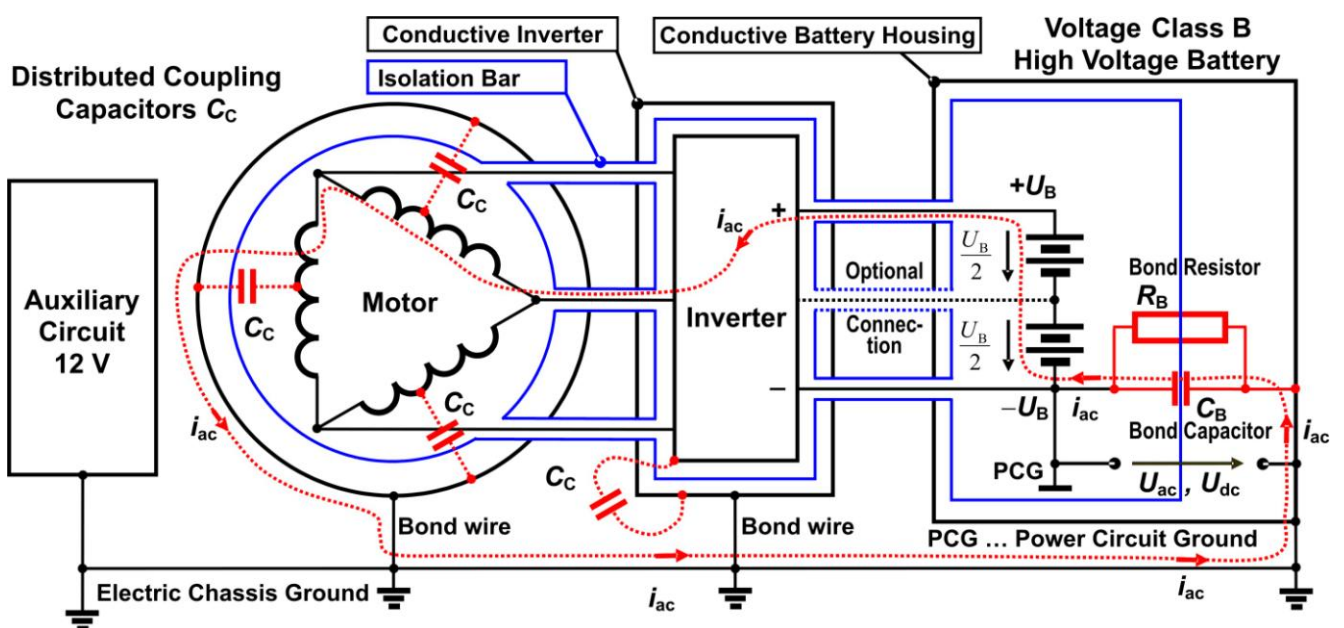 Conductive Inverter
Conductive Battery Housing
Voltage Class B
High Voltage Battery
Distributed Coupling
Capacitors CC
Isolation Bar
Auxiliary
Circuit
12 V
CC
CC
CC
CC
Motor
iac
iac
+
Inverter
−
Optional
Connec-
tion
+UB
UB
2
UB
2
−UB
Bond Resistor
RB
iac
CB
Bond Capacitor
iac
PCG
Uac , Udc
Bond wire
Bond wire
PCG ... Power Circuit Ground
Electric Chassis Ground
iac
iac